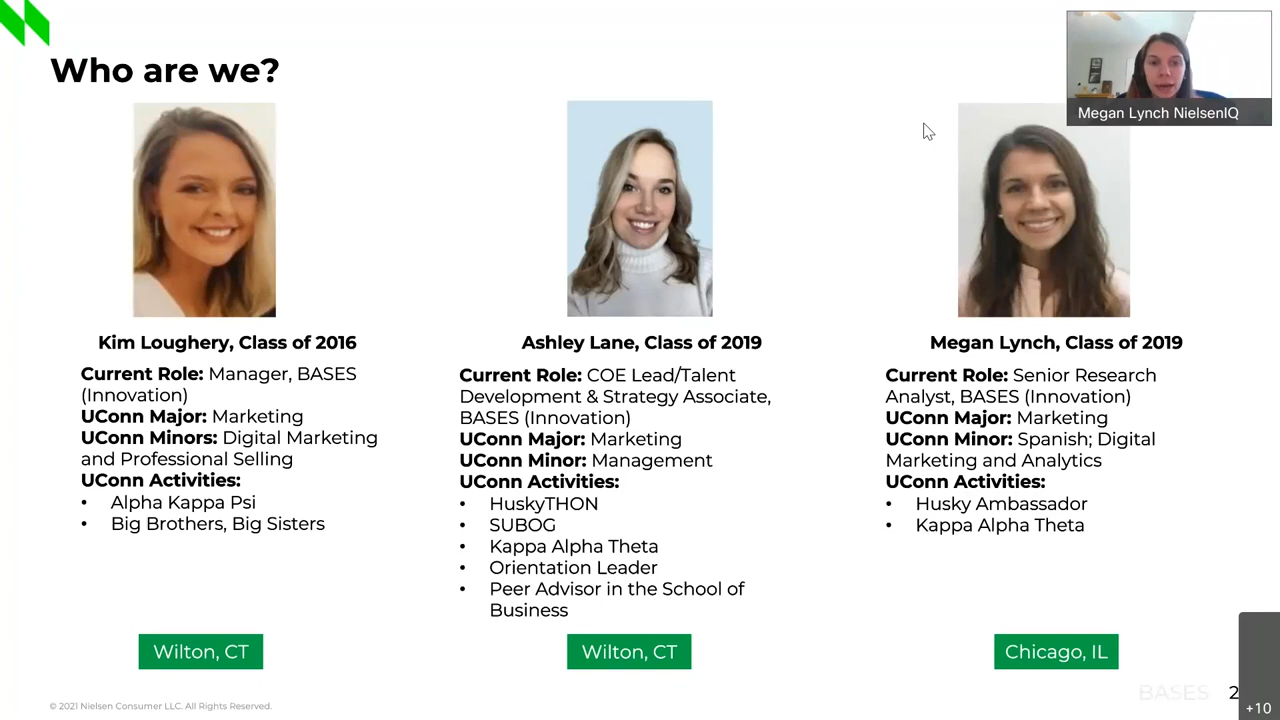 Who are we?
Megan Lynch NielsenIQ
Kim Loughery, Class of 2016
Current Role: Manager, BASES
(Innovation)
UConn Major: Marketing
UConn Minors: Digital Marketing
and Professional Selling
UConn Activities:
• Alpha Kappa Psi
• Big Brothers, Big Sisters
Wilton, CT
Ashley Lane, Class of 2019
Current Role: COE Lead/Talent
Development & Strategy Associate,
BASES (Innovation)
UConn Major: Marketing
UConn Minor: Management
UConn Activities:
• HuskyTHON
• SUBOG
• Kappa Alpha Theta
• Orientation Leader
• Peer Advisor in the School of
Business
Wilton, CT
Megan Lynch, Class of 2019
Current Role: Senior Research
Analyst, BASES (Innovation)
UConn Major: Marketing
UConn Minor: Spanish; Digital
Marketing and Analytics
UConn Activities:
• Husky Ambassador
• Kappa Alpha Theta
Chicago, IL
© 2021 Nielsen Consumer LLC. All Rights Reserved.
BASES 2
+10